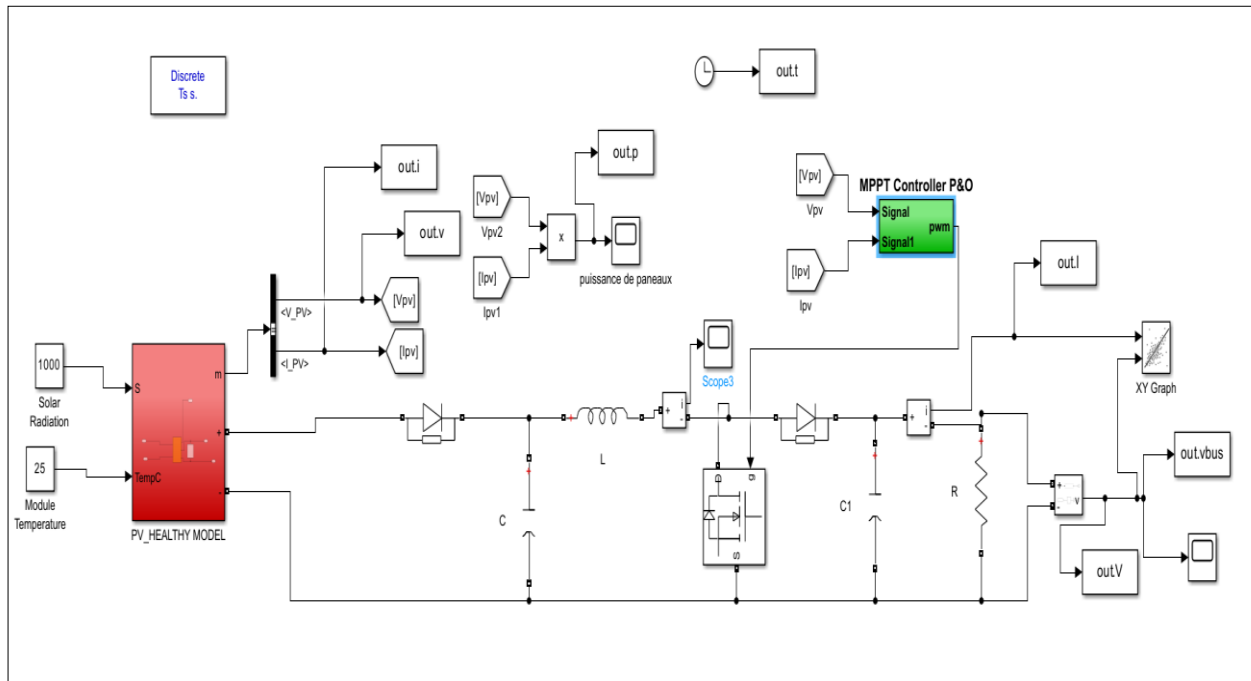 Discrete
Ts s.
out.t
out.i
out.p
out.v
[Vpv]
Vpv2
[Ipv]
Ipv1
x
puissance de paneaux
[Vpv]
Vpv
[Ipv]
Ipv
MPPT Controller P&O
Signal
Signal1
pwm
out.I
<V_PV>
[Vpv]
<I_PV>
[Ipv]
XY Graph
1000
Solar
Radiation
25
Module
Temperature
S
TempC
m
+
-
PV_HEALTHY MODEL
+
C
+
L
+
i
-
Scope3
D
g
S
+
C1
+
i
-
+
R
+
-
v
out.vbus
out.V